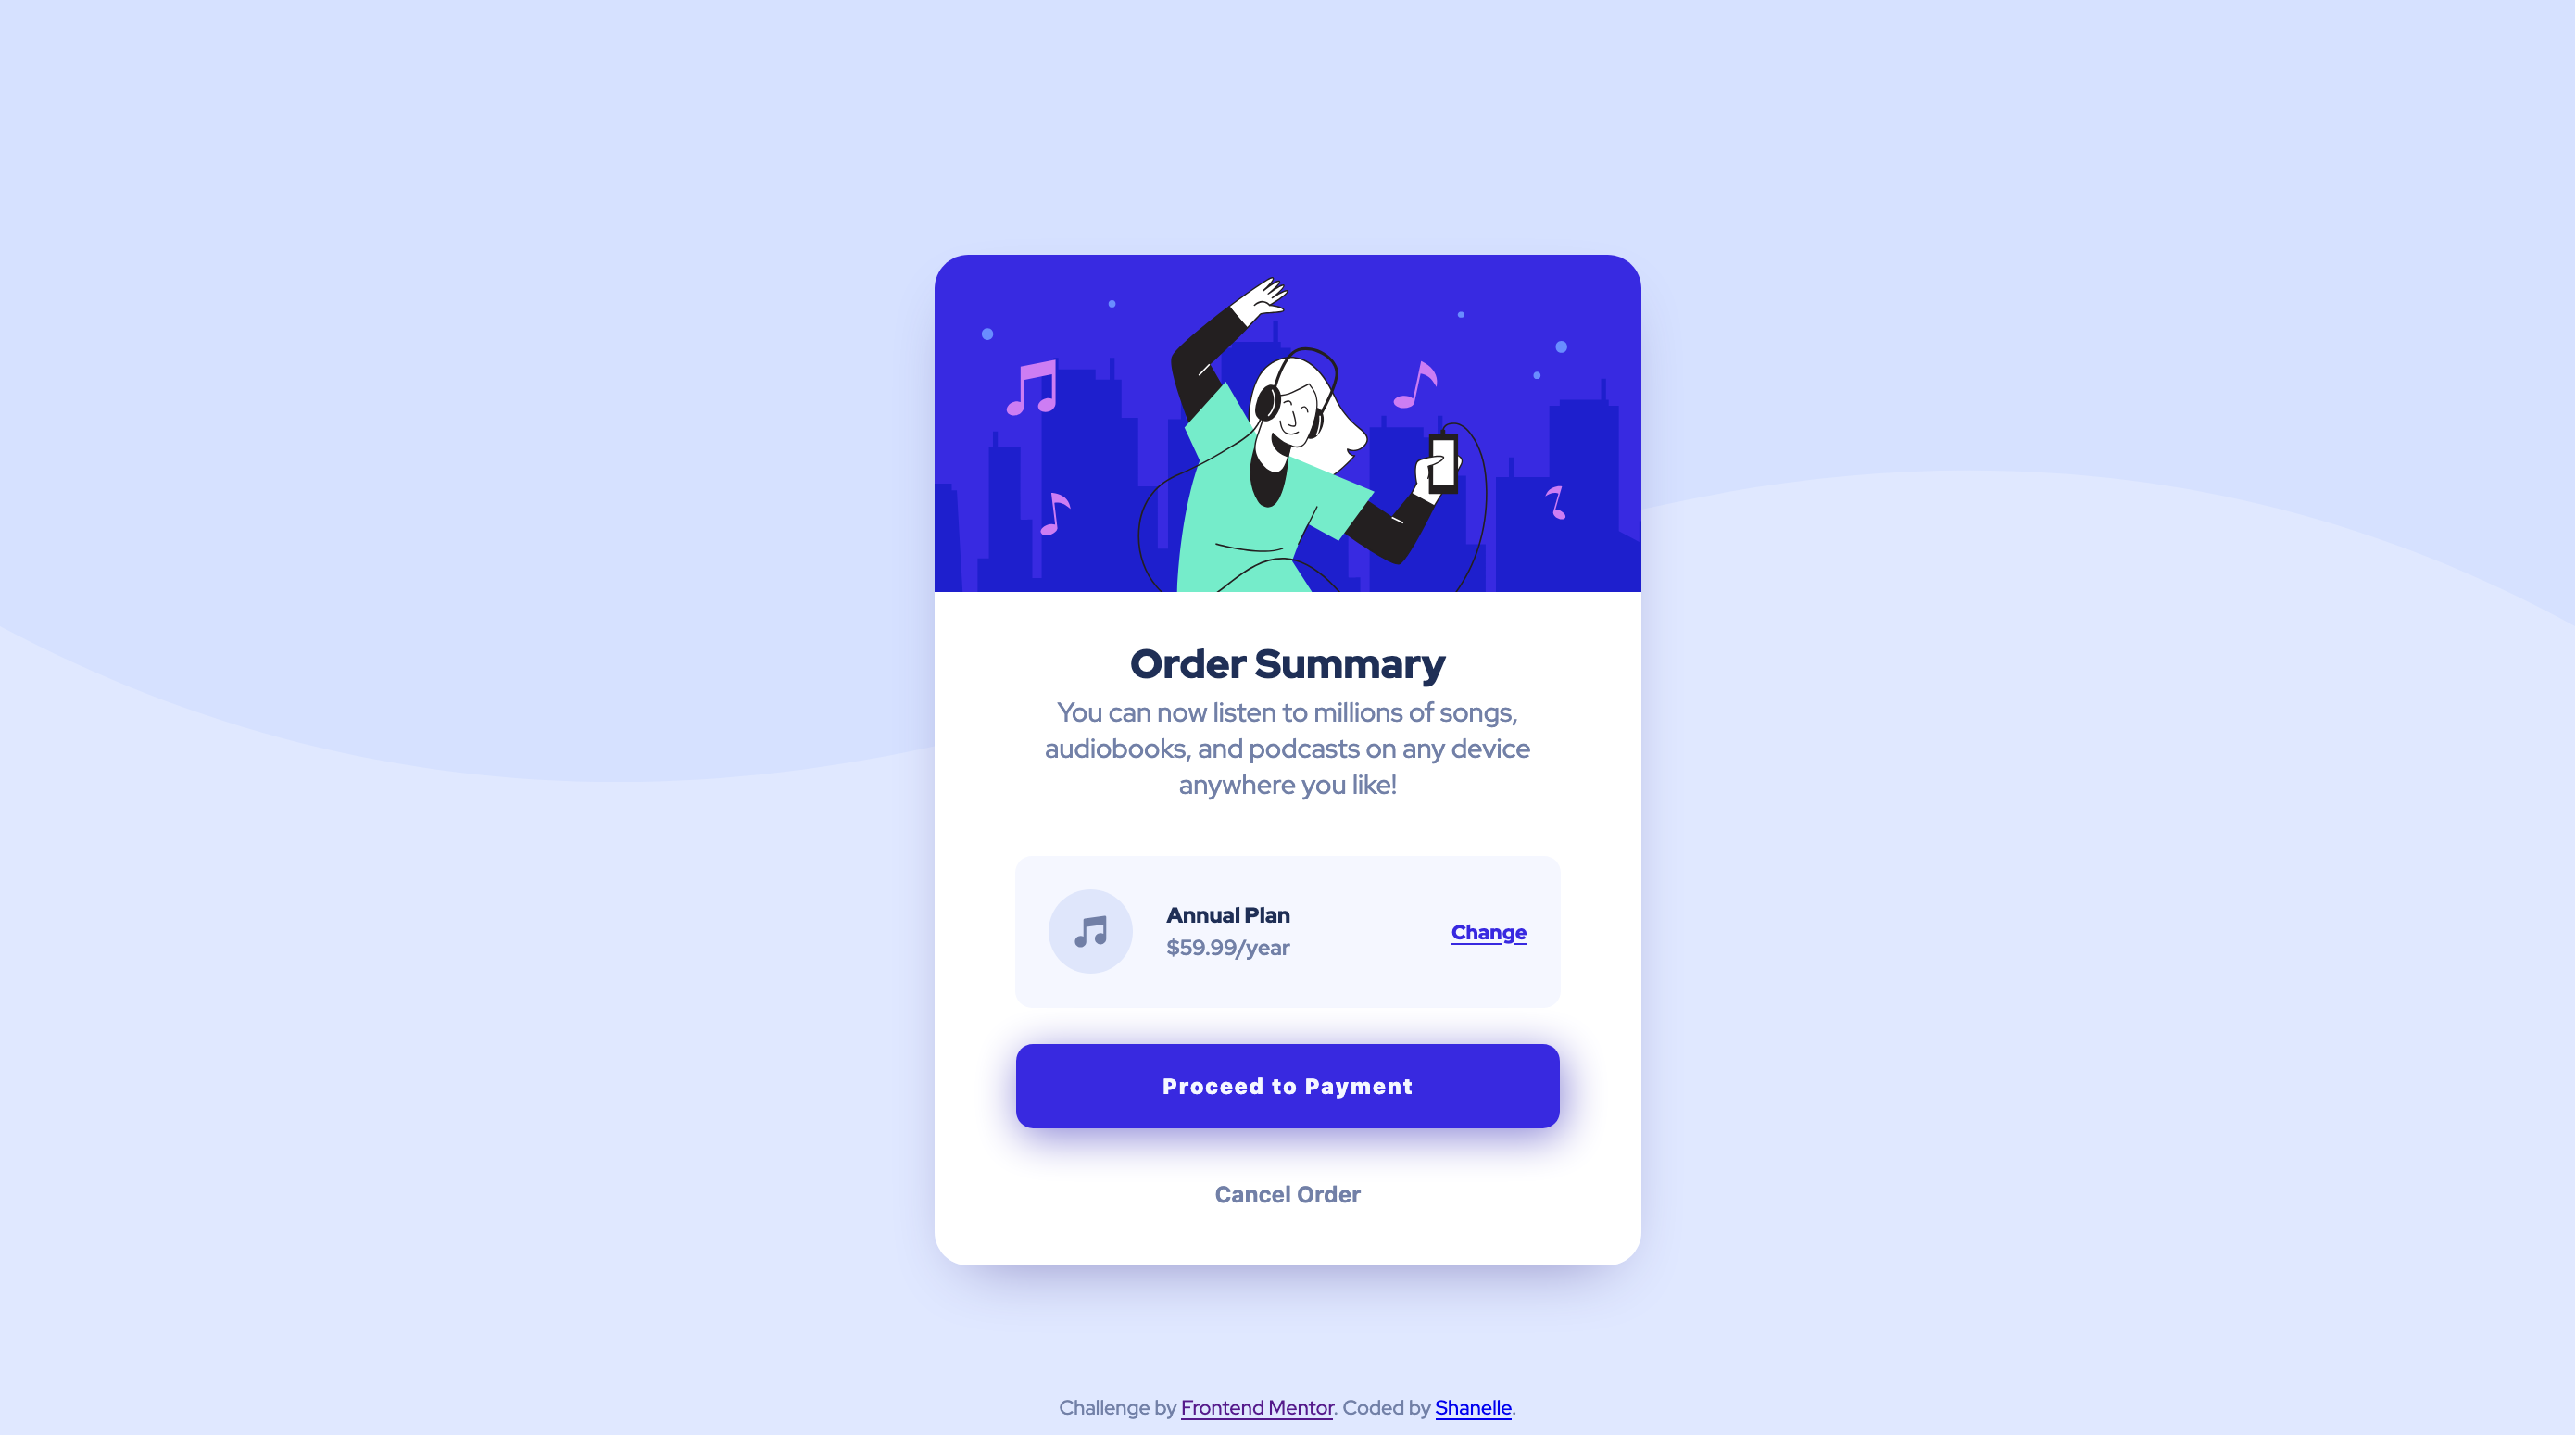 Order Summary
You can now listen to millions of songs,
audiobooks, and podcasts on any device
anywhere you like!
Annual Plan
$59.99/year
Change
Proceed to Payment
Cancel Order
Challenge by Frontend Mentor. Coded by Shanelle.